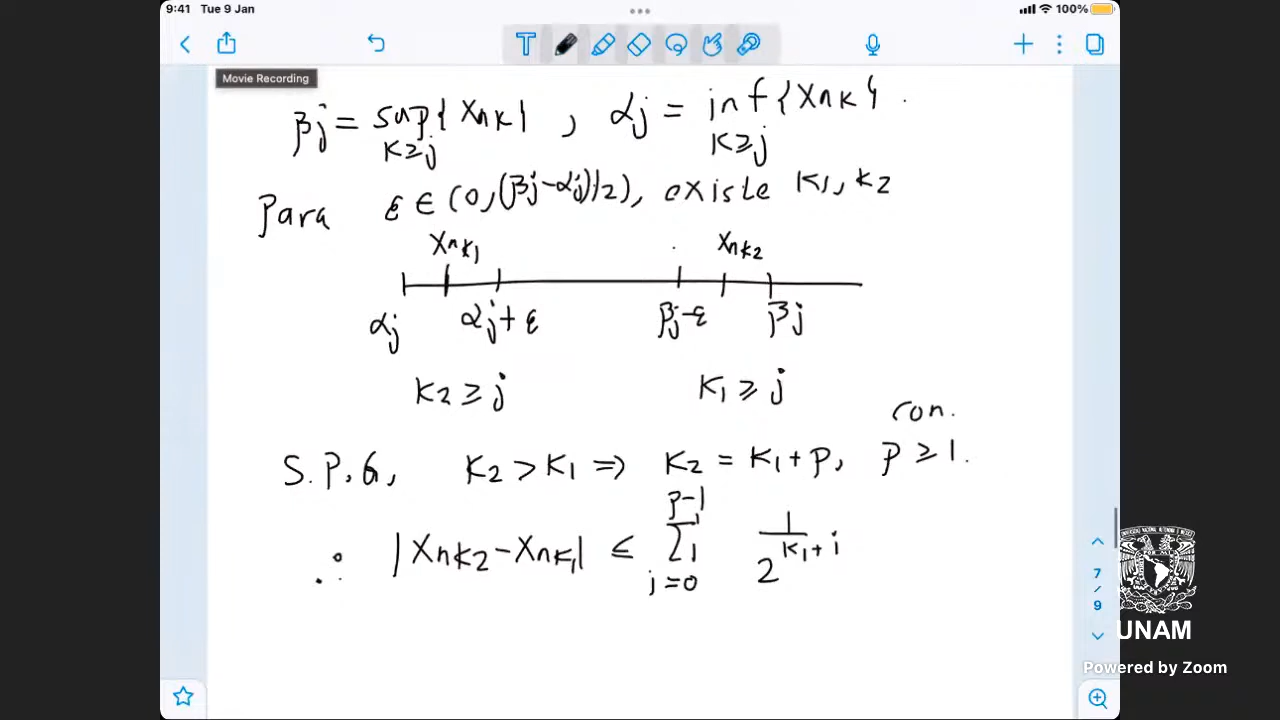 9:41 Tue 9 Jan
100%
Movie Recording
βj = sup{Xnk} , αj = inf{Xnk} .
k≥j k≥j
Para ε ∈ (0,(βj-αj)/2), existe k1, k2
Xnk1 Xnk2
αj αj+ε βj-ε βj
k2 ≥ j k1 ≥ j
con.
S.P.G, k2 > k1 ⇒ k2 = k1 + p, p ≥ 1.
p-1
∴ |Xnk2 - Xnk1| ≤ ∑ 1/2^(k1+i)
i=0
7
/
9
UNAM
Powered by Zoom